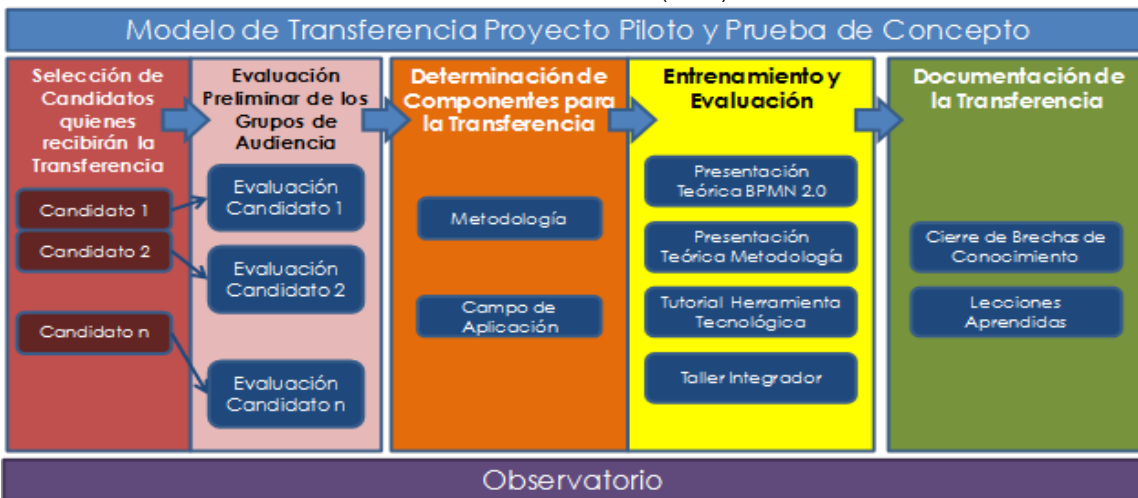 Modelo de Transferencia Proyecto Piloto y Prueba de Concepto
Selección de
Candidatos
quienes
recibirán la
Transferencia
Candidato 1
Candidato 2
Candidato n
Evaluación
Preliminar de los
Grupos de
Audiencia
Evaluación
Candidato 1
Evaluación
Candidato 2
Evaluación
Candidato n
Determinación de
Componentes para
la Transferencia
Metodología
Campo de
Aplicación
Entrenamiento y
Evaluación
Presentación
Teórica BPMN 2.0
Presentación
Teórica Metodología
Tutorial Herramienta
Tecnológica
Taller Integrador
Documentación de
la Transferencia
Cierre de Brechas de
Conocimiento
Lecciones
Aprendidas
Observatorio